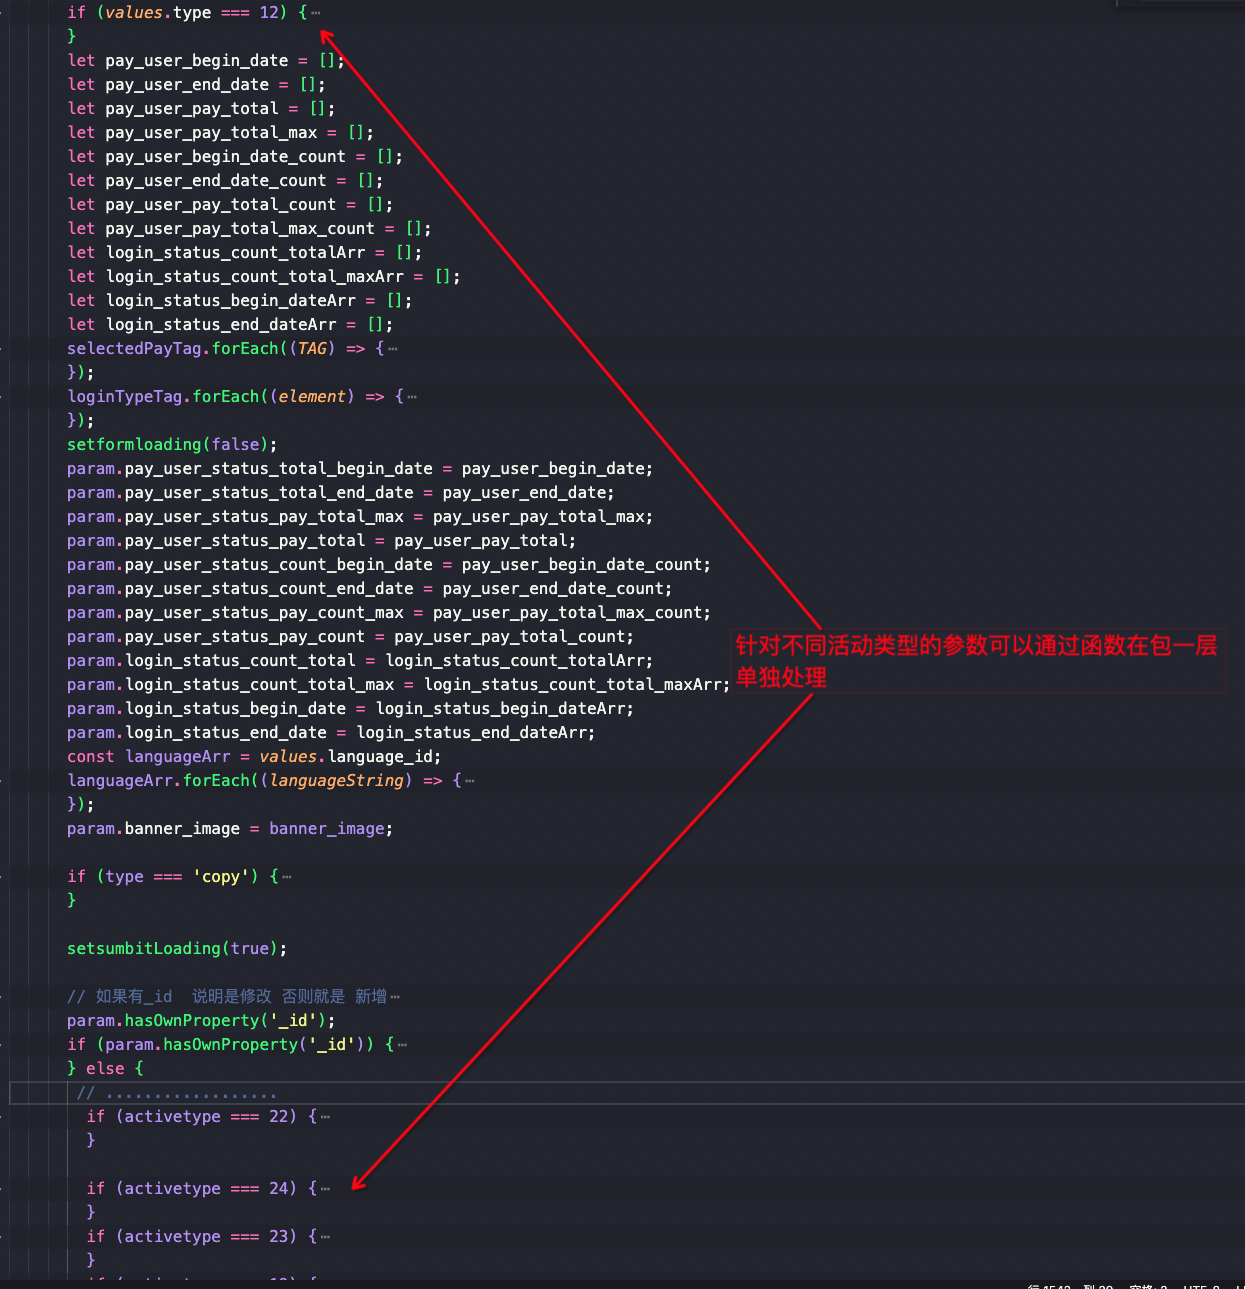 if (values.type === 12) {…
}
let pay_user_begin_date = [];
let pay_user_end_date = [];
let pay_user_pay_total = [];
let pay_user_pay_total_max = [];
let pay_user_begin_date_count = [];
let pay_user_end_date_count = [];
let pay_user_pay_total_count = [];
let pay_user_pay_total_max_count = [];
let login_status_count_totalArr = [];
let login_status_count_total_maxArr = [];
let login_status_begin_dateArr = [];
let login_status_end_dateArr = [];
selectedPayTag.forEach((TAG) => {…
});
loginTypeTag.forEach((element) => {…
});
setformloading(false);
param.pay_user_status_total_begin_date = pay_user_begin_date;
param.pay_user_status_total_end_date = pay_user_end_date;
param.pay_user_status_pay_total_max = pay_user_pay_total_max;
param.pay_user_status_pay_total = pay_user_pay_total;
param.pay_user_status_count_begin_date = pay_user_begin_date_count;
param.pay_user_status_count_end_date = pay_user_end_date_count;
param.pay_user_status_pay_count_max = pay_user_pay_total_max_count;
param.pay_user_status_pay_count = pay_user_pay_total_count;
针对不同活动类型的参数可以通过函数在包一层
单独处理
param.login_status_count_total = login_status_count_totalArr;
param.login_status_count_total_max = login_status_count_total_maxArr;
param.login_status_begin_date = login_status_begin_dateArr;
param.login_status_end_date = login_status_end_dateArr;
const languageArr = values.language_id;
languageArr.forEach((languageString) => {…
});
param.banner_image = banner_image;
if (type === 'copy') {…
}
setsumbitLoading(true);
// 如果有_id  说明是修改 否则就是 新增…
param.hasOwnProperty('_id');
if (param.hasOwnProperty('_id')) {…
} else {
// ..................
if (activetype === 22) {…
}
if (activetype === 24) {…
}
if (activetype === 23) {…
}